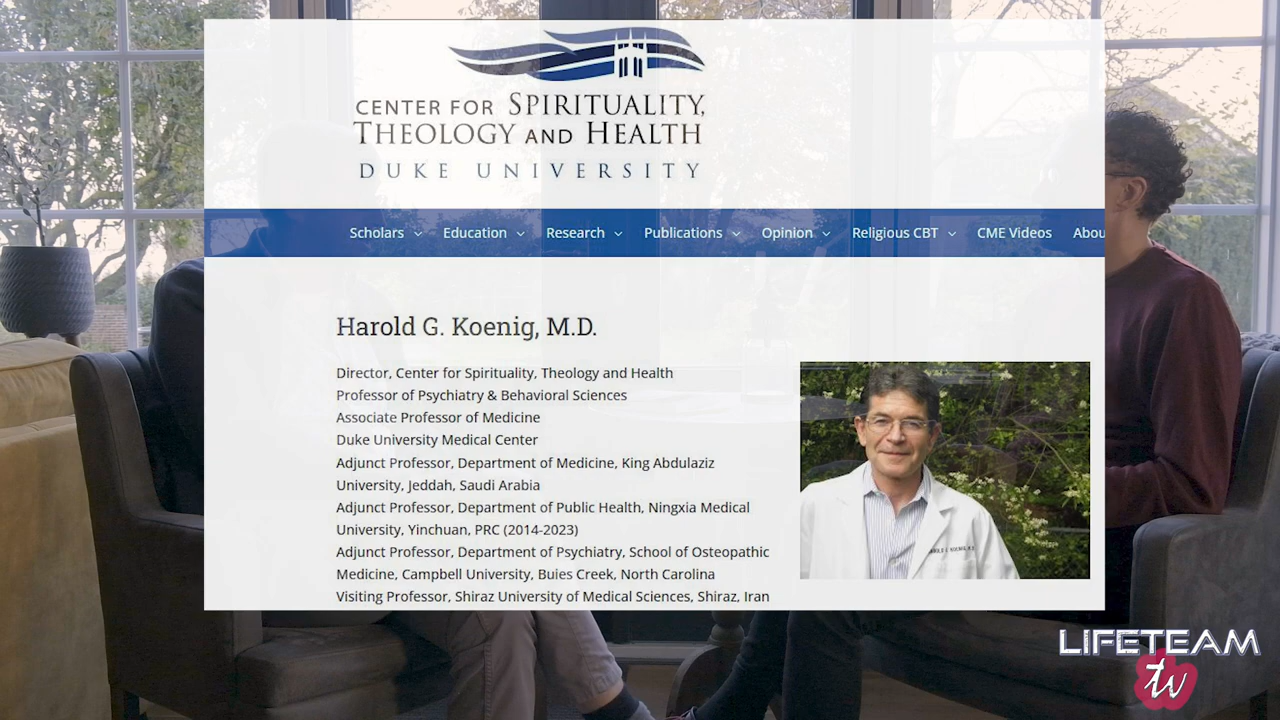 CENTER FOR SPIRITUALITY,
THEOLOGY AND HEALTH
DUKE UNIVERSITY
Scholars Education Research Publications Opinion Religious CBT CME Videos Abou
Harold G. Koenig, M.D.
Director, Center for Spirituality, Theology and Health
Professor of Psychiatry & Behavioral Sciences
Associate Professor of Medicine
Duke University Medical Center
Adjunct Professor, Department of Medicine, King Abdulaziz
University, Jeddah, Saudi Arabia
Adjunct Professor, Department of Public Health, Ningxia Medical
University, Yinchuan, PRC (2014-2023)
Adjunct Professor, Department of Psychiatry, School of Osteopathic
Medicine, Campbell University, Buies Creek, North Carolina
Visiting Professor, Shiraz University of Medical Sciences, Shiraz, Iran
LIFETEAM
tv